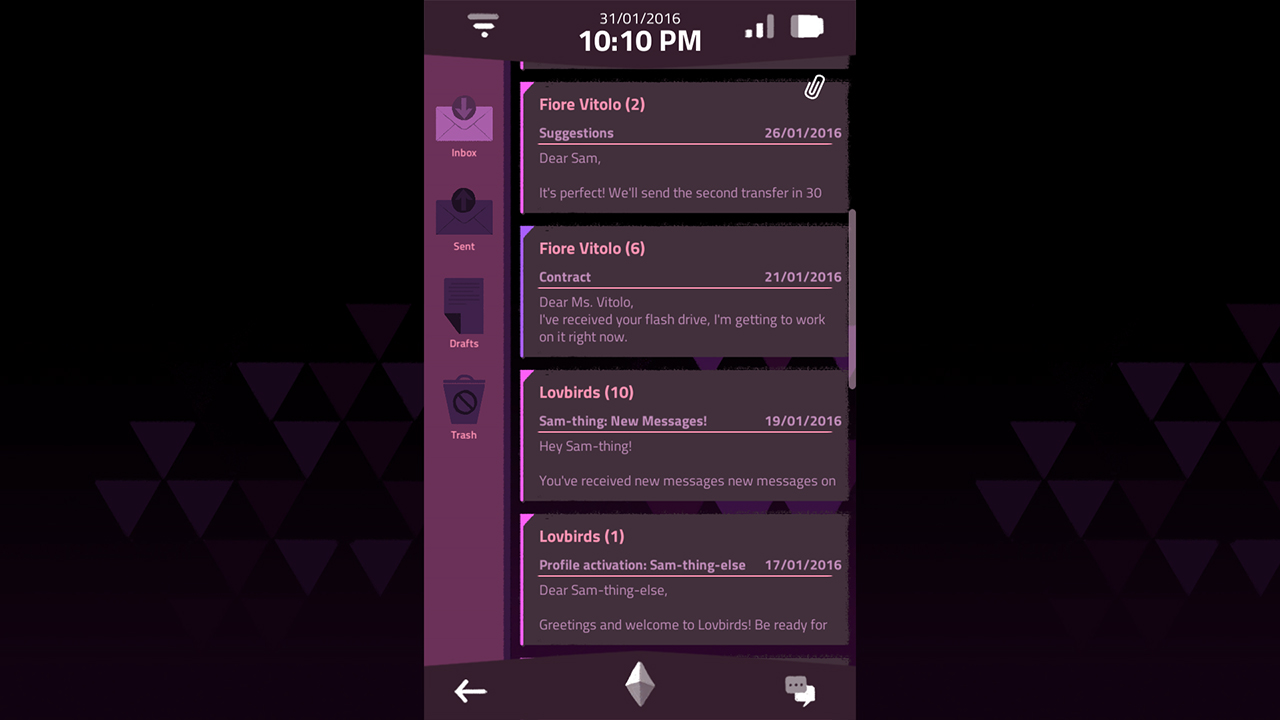 31/01/2016
10:10 PM
Inbox
Sent
Drafts
Trash
Fiore Vitolo (2)
Suggestions 26/01/2016
Dear Sam,
It's perfect! We'll send the second transfer in 30
Fiore Vitolo (6)
Contract 21/01/2016
Dear Ms. Vitolo,
I've received your flash drive, I'm getting to work
on it right now.
Lovbirds (10)
Sam-thing: New Messages! 19/01/2016
Hey Sam-thing!
You've received new messages new messages on
Lovbirds (1)
Profile activation: Sam-thing-else 17/01/2016
Dear Sam-thing-else,
Greetings and welcome to Lovbirds! Be ready for